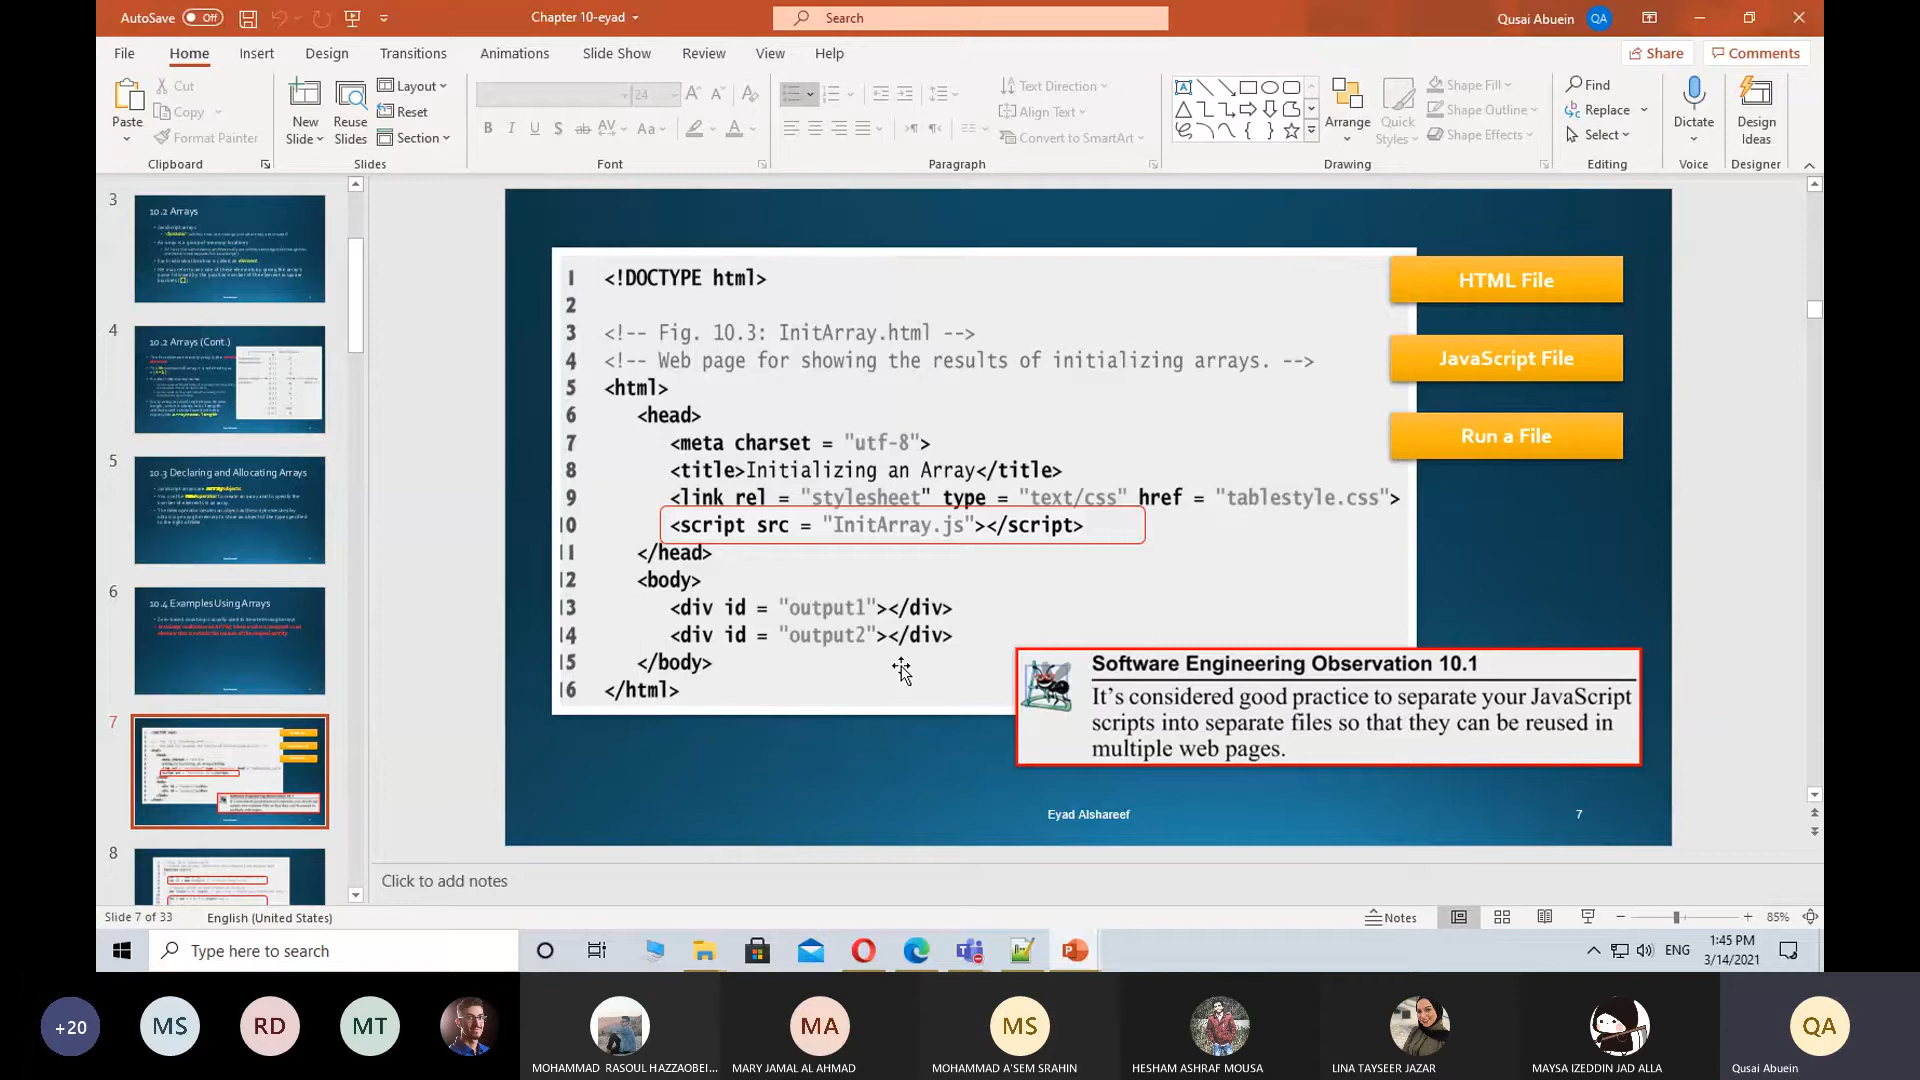 AutoSave Off
Chapter 10-eyad
Search
Qusai Abuein QA
File Home Insert Design Transitions Animations Slide Show Review View Help
Share Comments
Paste
Cut
Copy
Format Painter
Clipboard
New Slide
Reuse Slides
Layout
Reset
Section
Slides
24
Font
Text Direction
Align Text
Convert to SmartArt
Paragraph
Arrange
Quick Styles
Shape Fill
Shape Outline
Shape Effects
Drawing
Find
Replace
Select
Editing
Dictate
Voice
Design Ideas
Designer
3
10.2 Arrays
4
10.2 Arrays (Cont.)
5
10.3 Declaring and Allocating Arrays
6
10.4 Examples Using Arrays
7
8
1 <!DOCTYPE html>
2
3 <!-- Fig. 10.3: InitArray.html -->
4 <!-- Web page for showing the results of initializing arrays. -->
5 <html>
6 <head>
7 <meta charset = "utf-8">
8 <title>Initializing an Array</title>
9 <link rel = "stylesheet" type = "text/css" href = "tablestyle.css">
10 <script src = "InitArray.js"></script>
11 </head>
12 <body>
13 <div id = "output1"></div>
14 <div id = "output2"></div>
15 </body>
16 </html>
HTML File
JavaScript File
Run a File
Software Engineering Observation 10.1
It's considered good practice to separate your JavaScript
scripts into separate files so that they can be reused in
multiple web pages.
Eyad Alshareef
7
Click to add notes
Slide 7 of 33 English (United States)
Notes
85%
Type here to search
ENG
1:45 PM
3/14/2021
+20
MS
RD
MT
MA
MS
QA
MOHAMMAD RASOUL HAZZAOBEI...
MARY JAMAL AL AHMAD
MOHAMMAD A'SEM SRAHIN
HESHAM ASHRAF MOUSA
LINA TAYSEER JAZAR
MAYSA IZEDDIN JAD ALLA
Qusai Abuein